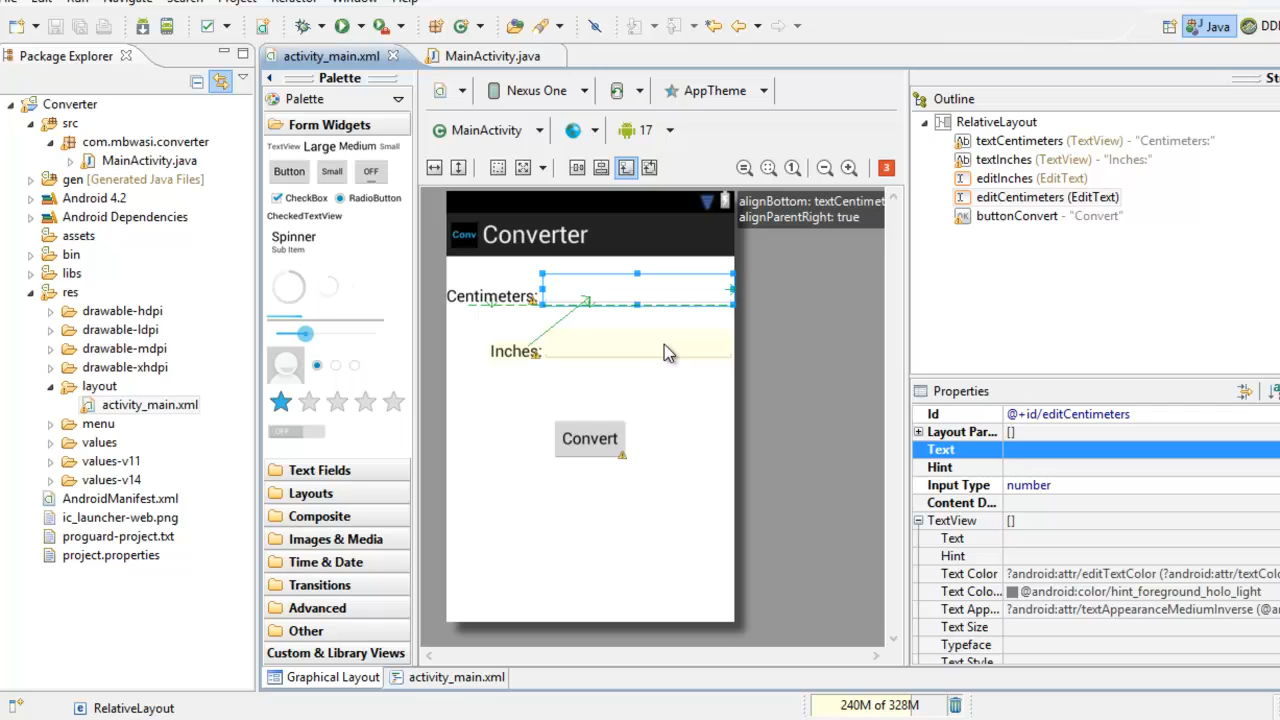 Package Explorer
activity_main.xml
MainActivity.java
Java
Converter
src
com.mbwasi.converter
MainActivity.java
gen [Generated Java Files]
Android 4.2
Android Dependencies
assets
bin
libs
res
drawable-hdpi
drawable-ldpi
drawable-mdpi
drawable-xhdpi
layout
activity_main.xml
menu
values
values-v11
values-v14
AndroidManifest.xml
ic_launcher-web.png
proguard-project.txt
project.properties
Palette
Palette
Form Widgets
TextView Large Medium Small
Button Small OFF
CheckBox RadioButton
CheckedTextView
Spinner
Sub Item
OFF
Text Fields
Layouts
Composite
Images & Media
Time & Date
Transitions
Advanced
Other
Custom & Library Views
Nexus One AppTheme
MainActivity 17
3
alignBottom: textCentimet
alignParentRight: true
Conv Converter
Centimeters:
Inches:
Convert
Graphical Layout activity_main.xml
Outline
RelativeLayout
textCentimeters (TextView) - "Centimeters:"
textInches (TextView) - "Inches:"
editInches (EditText)
editCentimeters (EditText)
buttonConvert - "Convert"
Properties
Id @+id/editCentimeters
Layout Par... []
Text
Hint
Input Type number
Content D...
TextView []
Text
Hint
Text Color ?android:attr/editTextColor (?android:attr/textColo
Text Colo... @android:color/hint_foreground_holo_light
Text App... ?android:attr/textAppearanceMediumInverse (@a
Text Size
Typeface
Text Style
RelativeLayout
240M of 328M